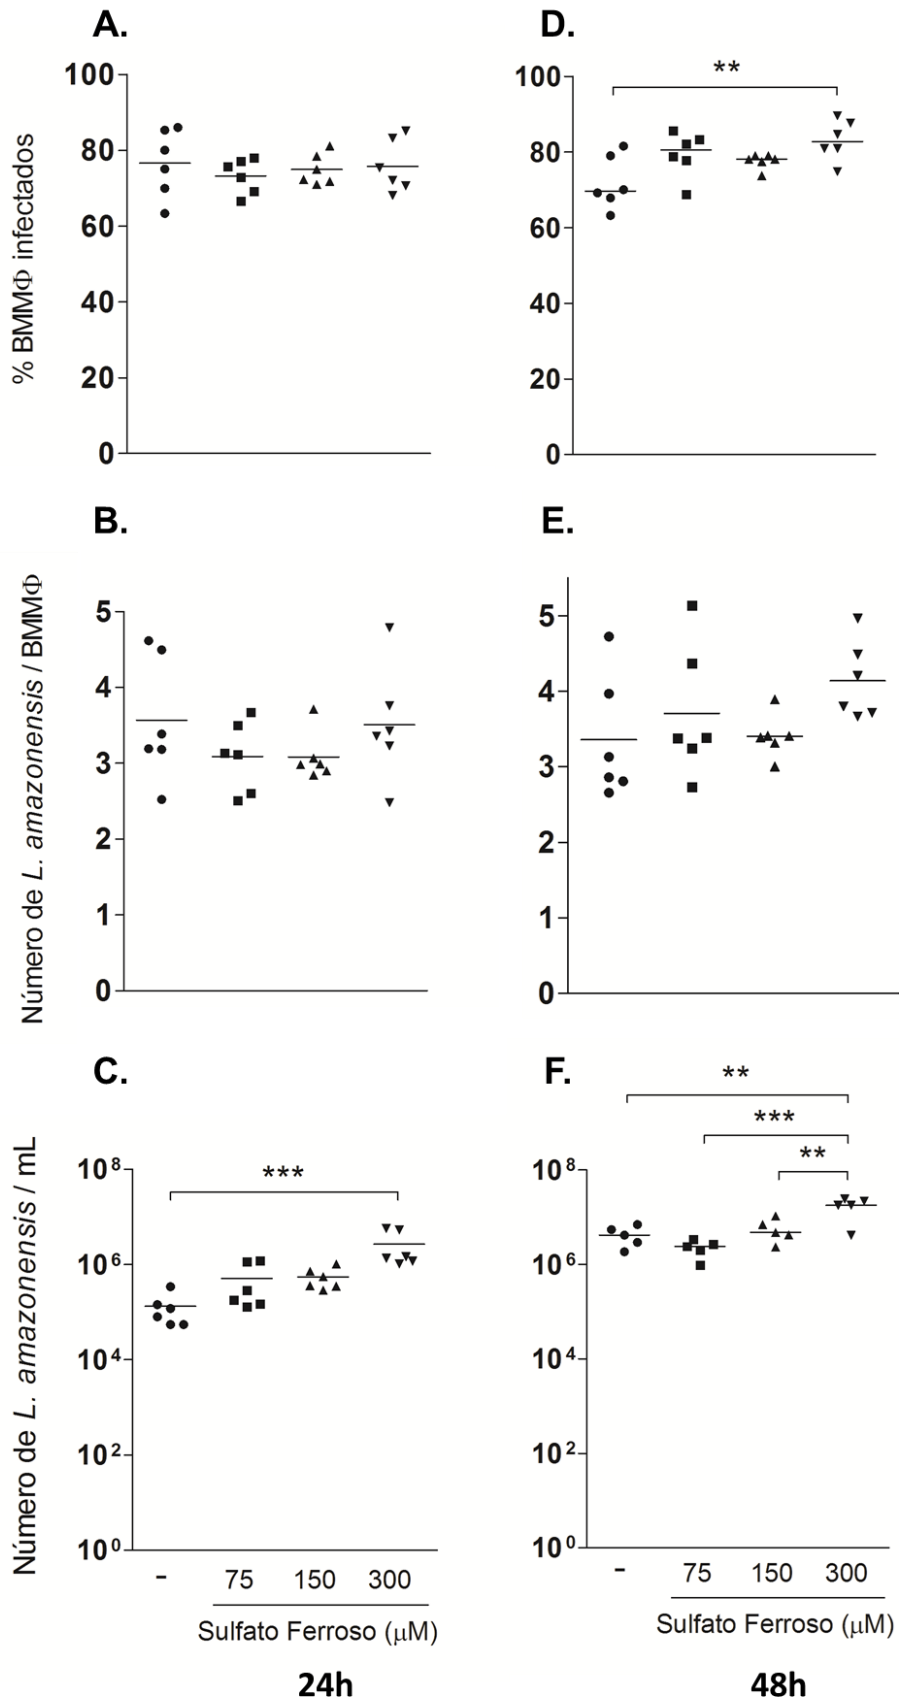 A.
% BMMΦ infectados
100
80
60
40
20
0
D.
**
100
80
60
40
20
0
B.
Número de L. amazonensis / BMMΦ
5
4
3
2
1
0
E.
5
4
3
2
1
0
C.
Número de L. amazonensis / mL
***
10⁸
10⁶
10⁴
10²
10⁰
- 75 150 300
Sulfato Ferroso (μM)
24h
F.
**
***
**
10⁸
10⁶
10⁴
10²
10⁰
- 75 150 300
Sulfato Ferroso (μM)
48h